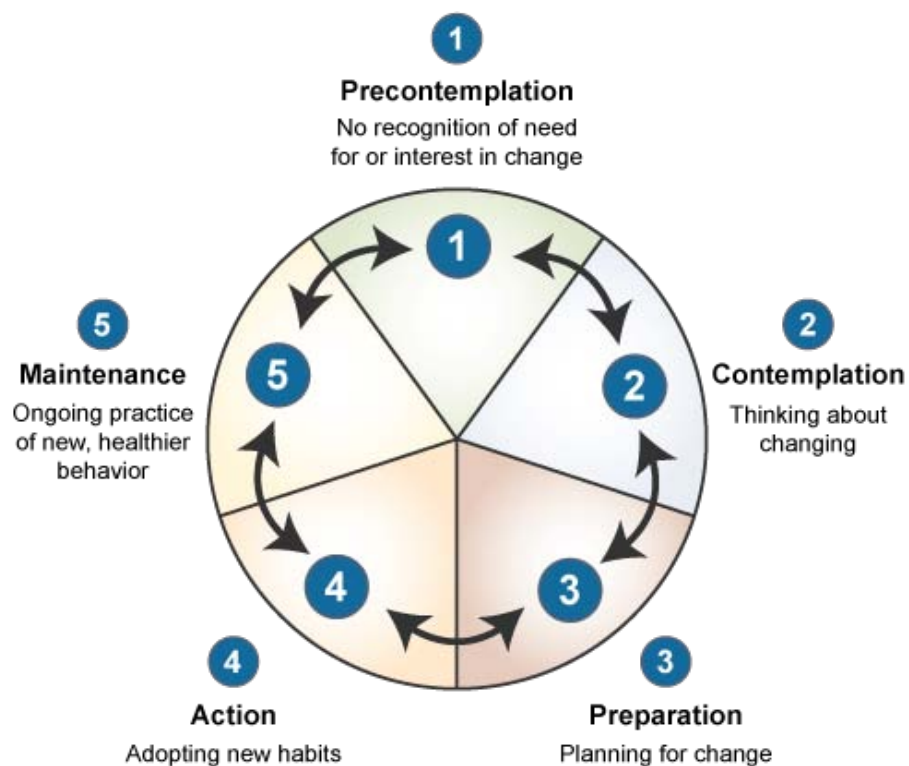 1
Precontemplation
No recognition of need
for or interest in change
1
5
Maintenance
Ongoing practice
of new, healthier
behavior
5
2
2
Contemplation
Thinking about
changing
4
3
4
Action
Adopting new habits
3
Preparation
Planning for change